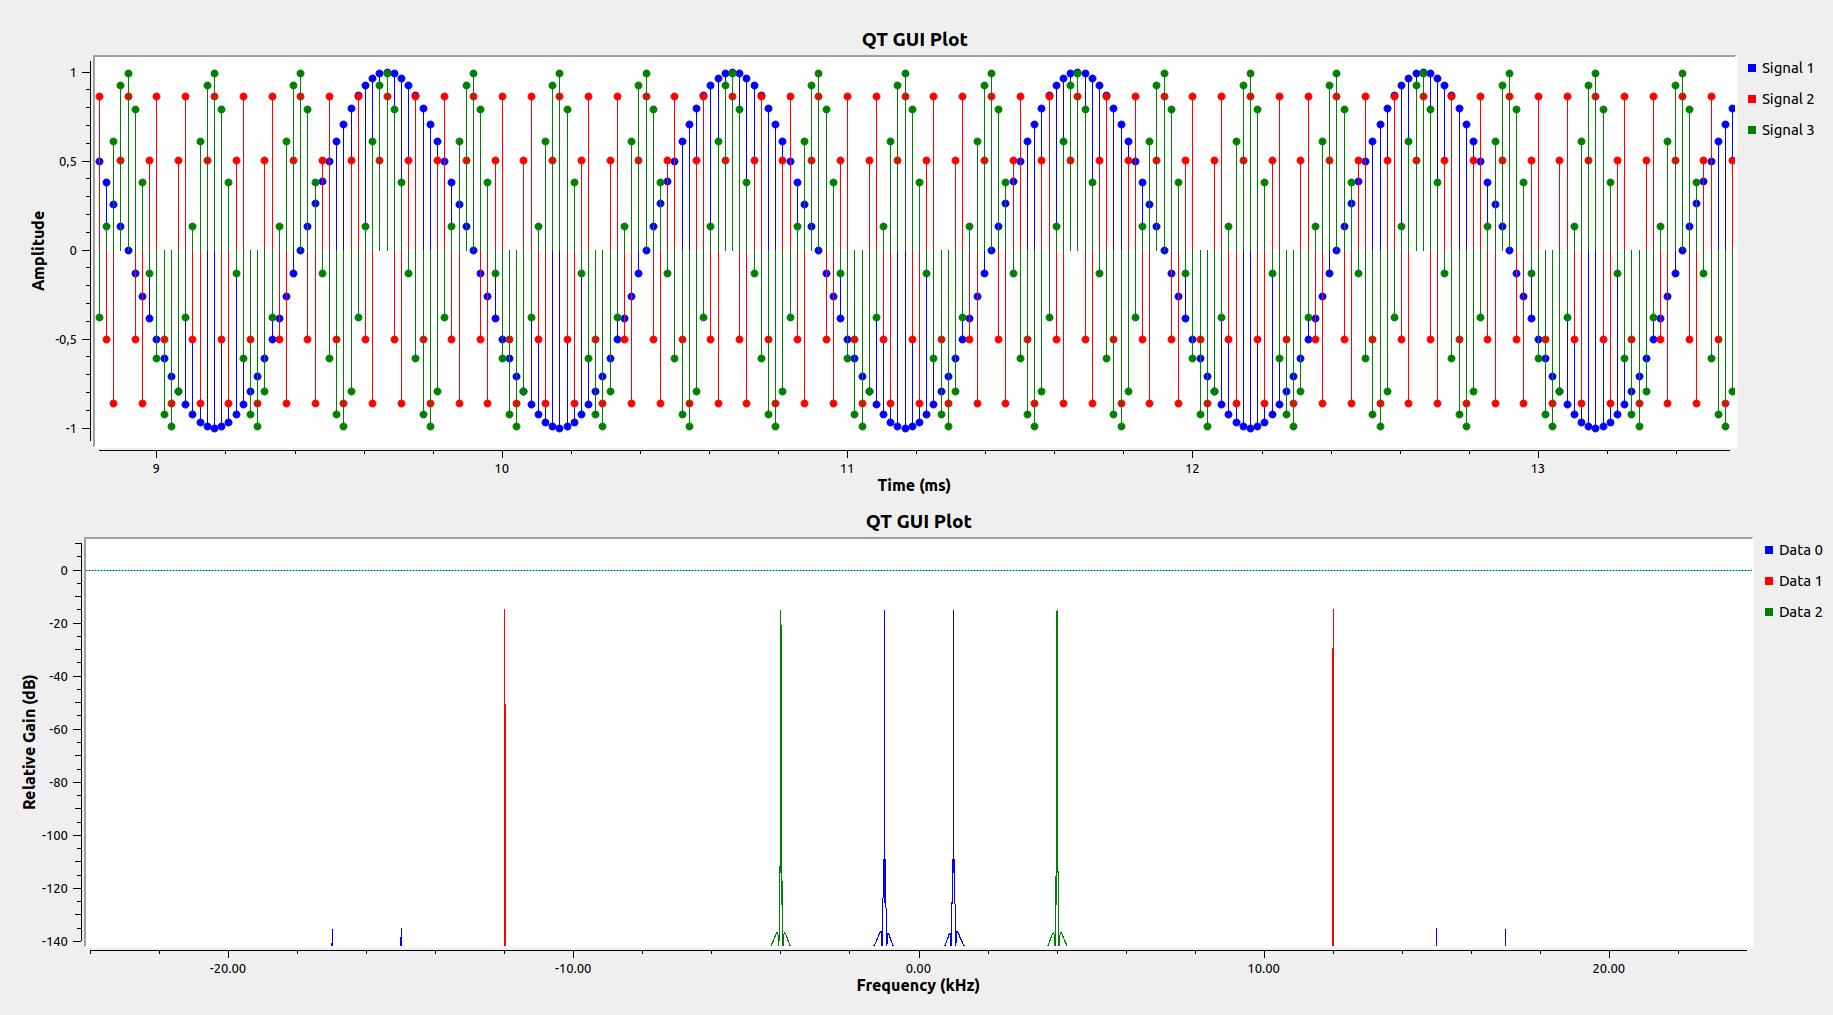 QT GUI Plot
Signal 1
Signal 2
Signal 3
Amplitude
1
0,5
0
-0,5
-1
9
10
11
12
13
Time (ms)
QT GUI Plot
Data 0
Data 1
Data 2
Relative Gain (dB)
0
-20
-40
-60
-80
-100
-120
-140
-20.00
-10.00
0.00
10.00
20.00
Frequency (kHz)